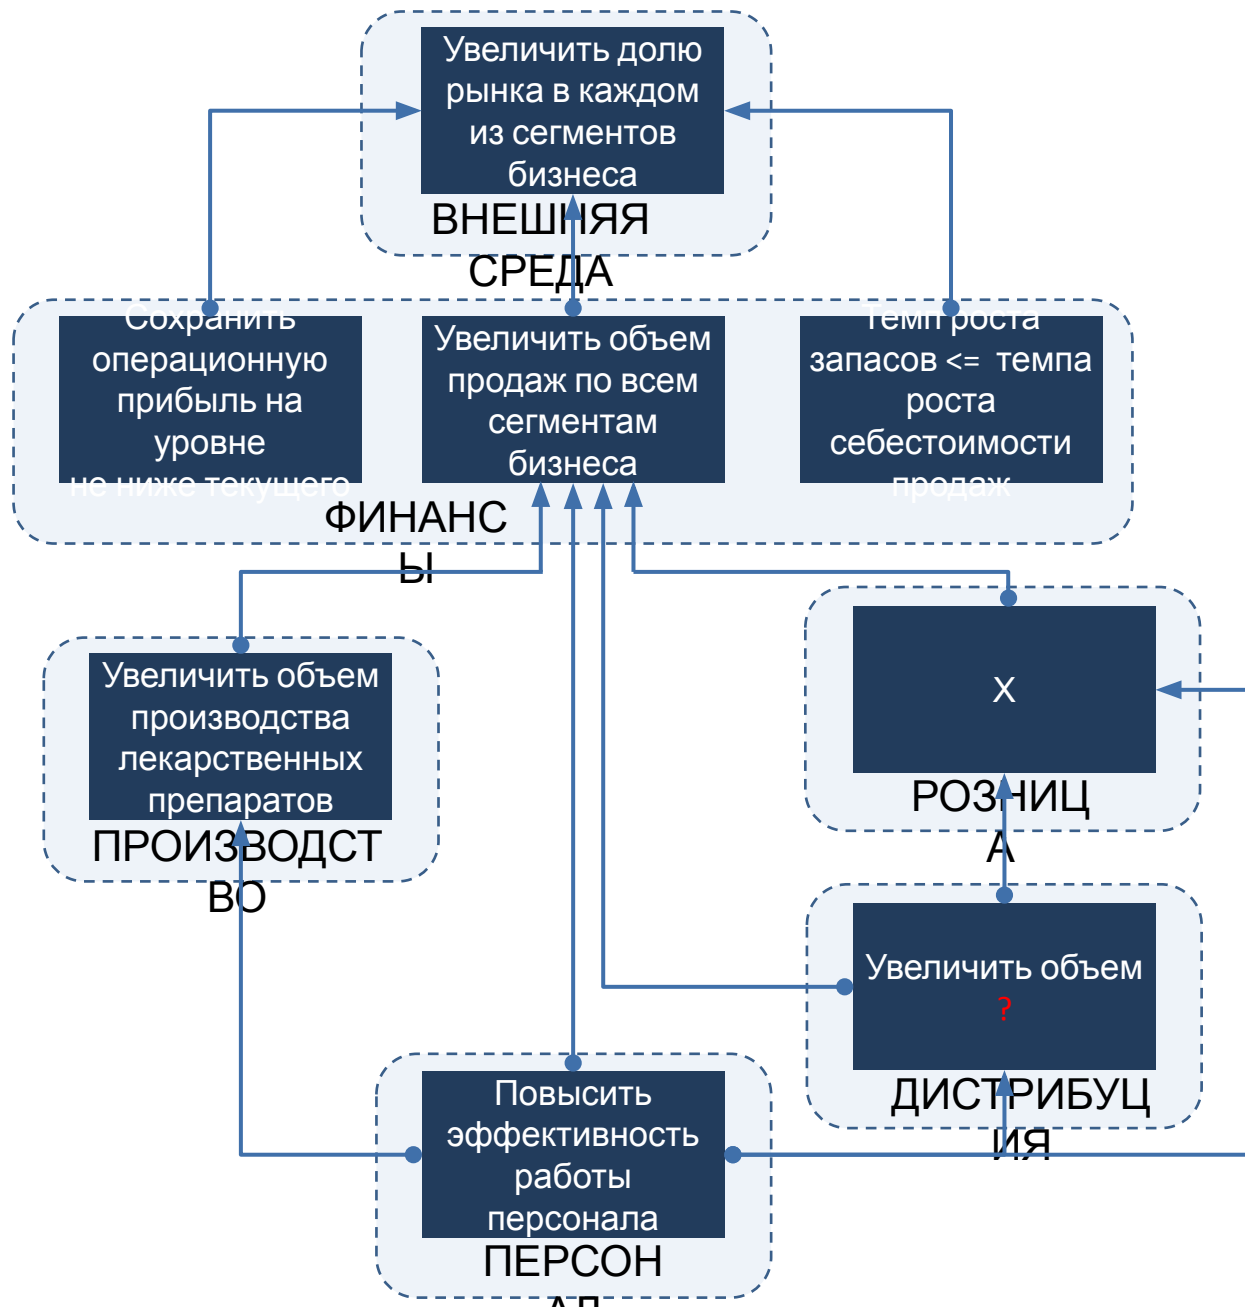 Увеличить долю
рынка в каждом
из сегментов
бизнеса
ВНЕШНЯЯ
СРЕДА
Сохранить
операционную
прибыль на
уровне
не ниже текущего
Увеличить объем
продаж по всем
сегментам
бизнеса
Темп роста
запасов <= темпа
роста
себестоимости
продаж
ФИНАНС
Ы
Увеличить объем
производства
лекарственных
препаратов
ПРОИЗВОДСТ
ВО
X
РОЗНИЦ
А
Увеличить объем
?
ДИСТРИБУЦ
ИЯ
Повысить
эффективность
работы
персонала
ПЕРСОН
АЛ